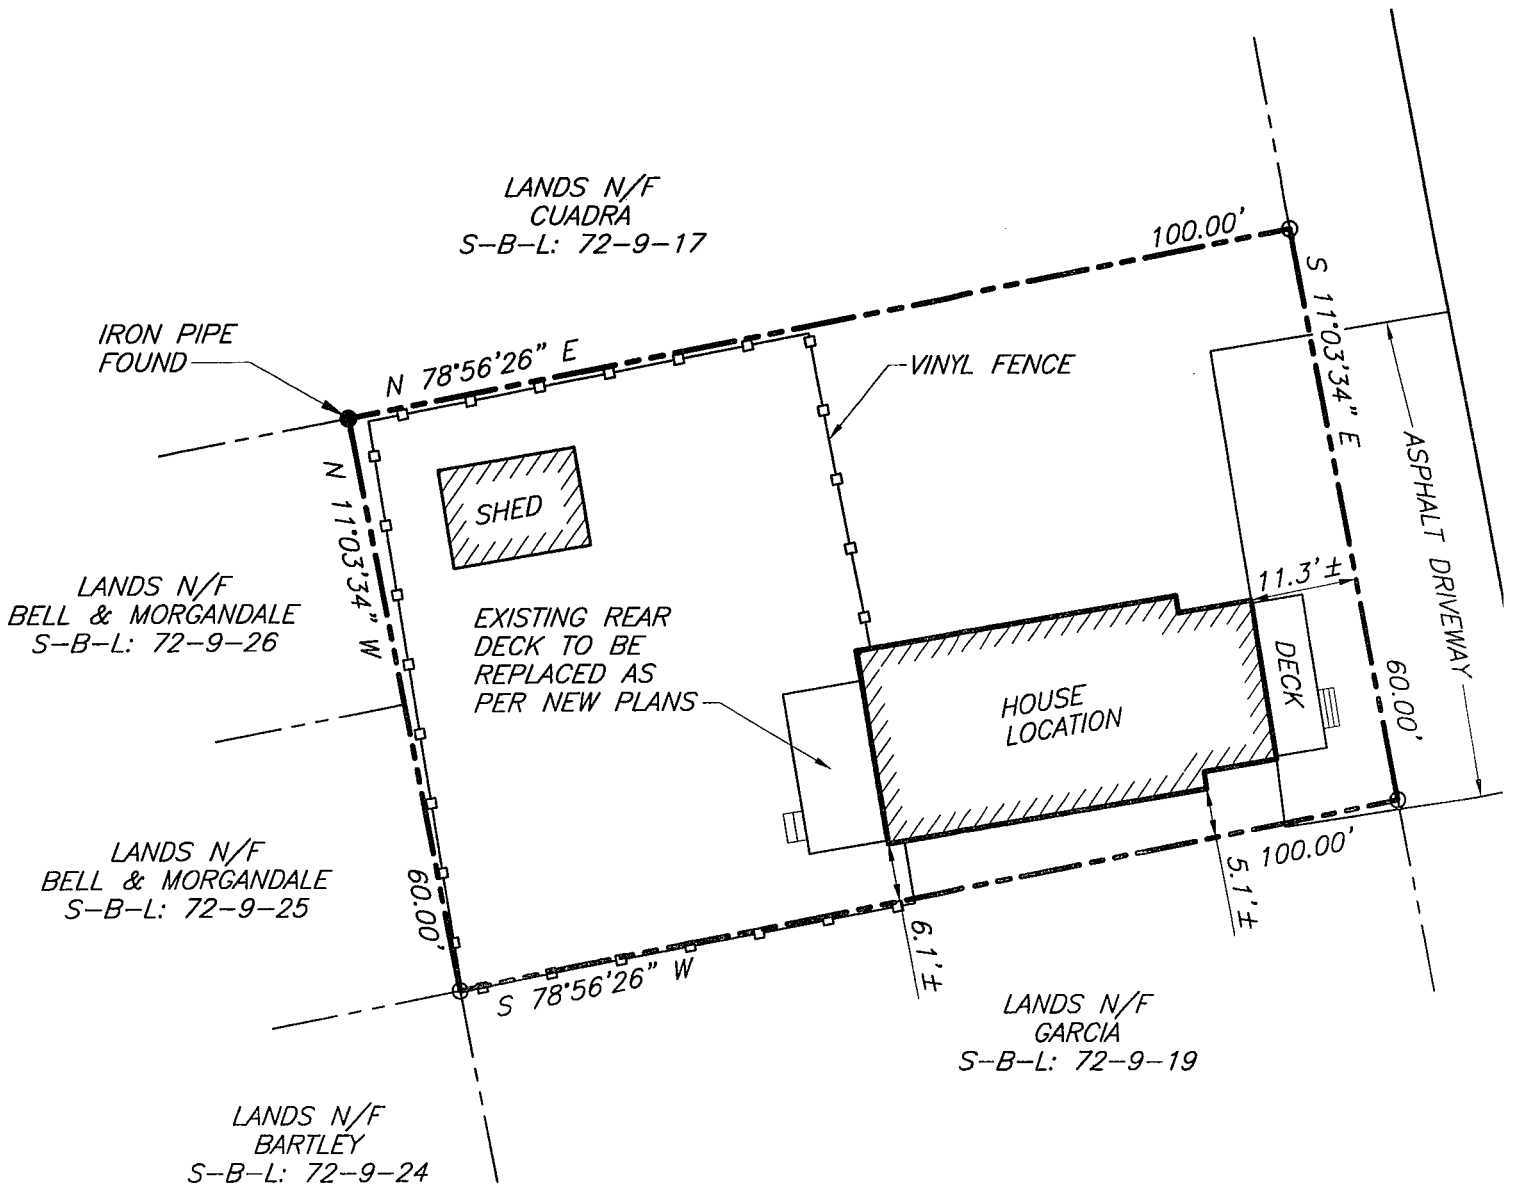 LANDS N/F
CUADRA
S-B-L: 72-9-17
100.00'
IRON PIPE
FOUND
N 78°56'26" E
VINYL FENCE
S 11°03'34" E
N 11°03'34" W
SHED
ASPHALT DRIVEWAY
LANDS N/F
BELL & MORGANDALE
S-B-L: 72-9-26
EXISTING REAR
DECK TO BE
REPLACED AS
PER NEW PLANS
11.3'±
DECK
HOUSE
LOCATION
60.00'
LANDS N/F
BELL & MORGANDALE
S-B-L: 72-9-25
60.00'
100.00'
5.1'±
6.1'±
S 78°56'26" W
LANDS N/F
GARCIA
S-B-L: 72-9-19
LANDS N/F
BARTLEY
S-B-L: 72-9-24